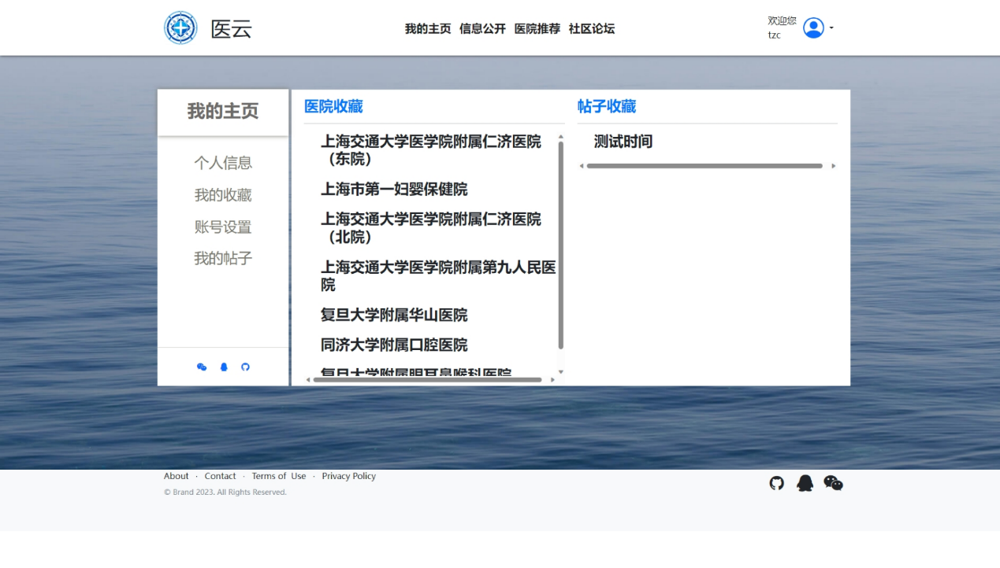 医云
我的主页 信息公开 医院推荐 社区论坛
欢迎您
tzc
我的主页
个人信息
我的收藏
账号设置
我的帖子
医院收藏
上海交通大学医学院附属仁济医院
（东院）
上海市第一妇婴保健院
上海交通大学医学院附属仁济医院
（北院）
上海交通大学医学院附属第九人民医
院
复旦大学附属华山医院
同济大学附属口腔医院
复旦大学附属眼耳鼻喉科医院
帖子收藏
测试时间
About · Contact · Terms of Use · Privacy Policy
© Brand 2023. All Rights Reserved.